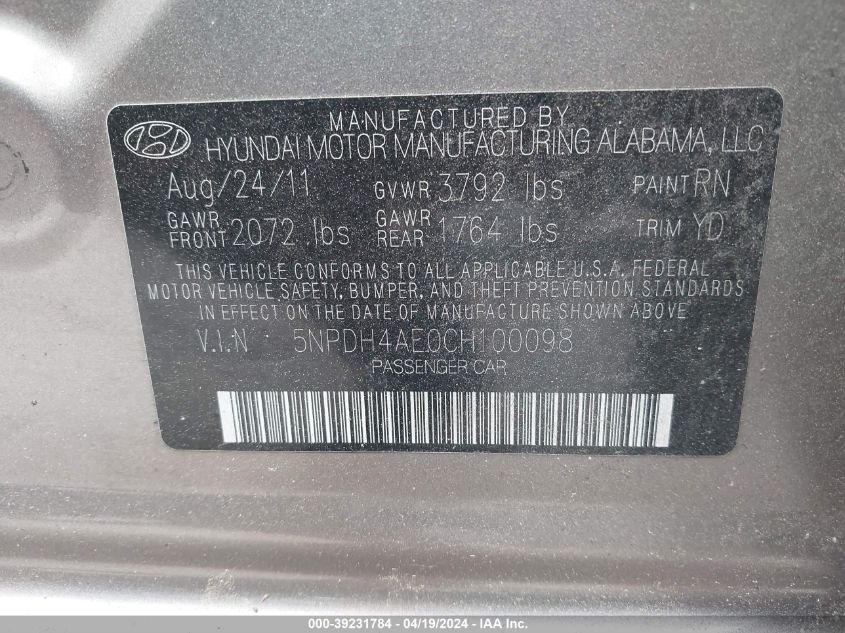 MANUFACTURED BY
HYUNDAI MOTOR MANUFACTURING ALABAMA, LLC
Aug/24/11 GVWR 3792 lbs PAINT RN
GAWR FRONT 2072 lbs GAWR REAR 1764 lbs TRIM YD
THIS VEHICLE CONFORMS TO ALL APPLICABLE U.S.A. FEDERAL
MOTOR VEHICLE SAFETY, BUMPER, AND THEFT PREVENTION STANDARDS
IN EFFECT ON THE DATE OF MANUFACTURE SHOWN ABOVE
V.I.N 5NPDH4AE0CH100098
PASSENGER CAR
000-39231784 - 04/19/2024 - IAA Inc.